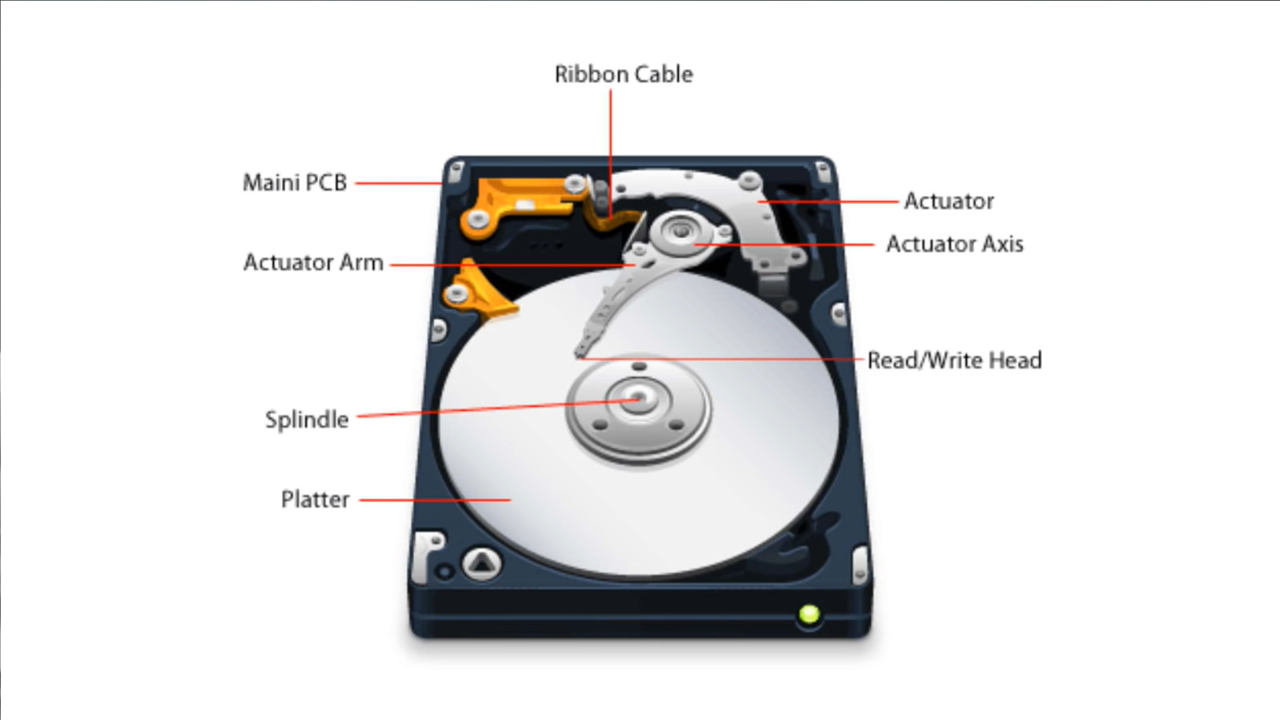 Ribbon Cable
Maini PCB
Actuator
Actuator Axis
Actuator Arm
Read/Write Head
Splindle
Platter